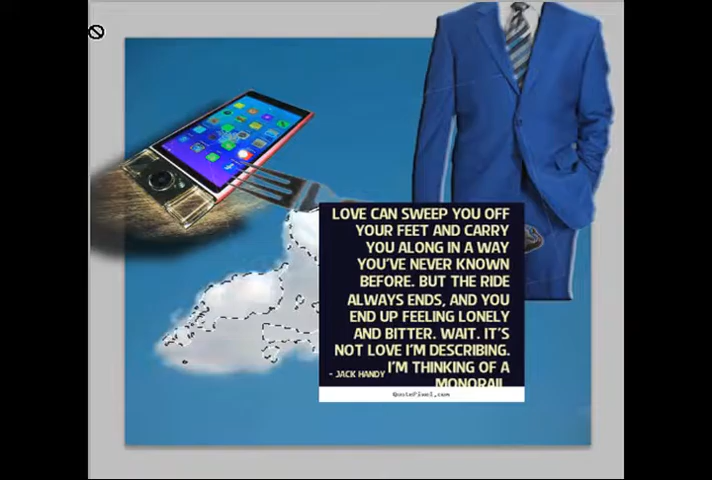 LOVE CAN SWEEP YOU OFF
YOUR FEET AND CARRY
YOU ALONG IN A WAY
YOU'VE NEVER KNOWN
BEFORE. BUT THE RIDE
ALWAYS ENDS, AND YOU
END UP FEELING LONELY
AND BITTER. WAIT. IT'S
NOT LOVE I'M DESCRIBING.
I'M THINKING OF A
MONORAIL
- JACK HANDY
QuotePixel.com